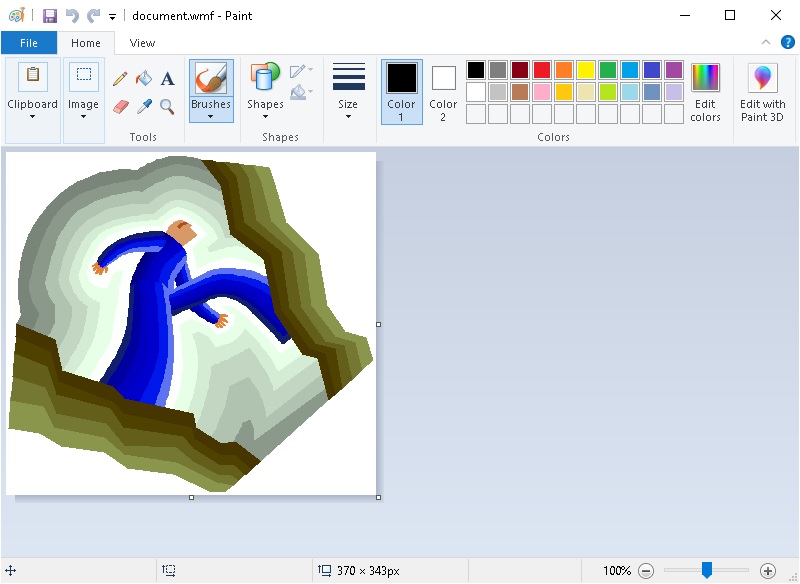 document.wmf - Paint
File
Home
View
Clipboard
Image
Tools
Brushes
Shapes
Shapes
Size
Color
1
Color
2
Colors
Edit
colors
Edit with
Paint 3D
370 × 343px
100%